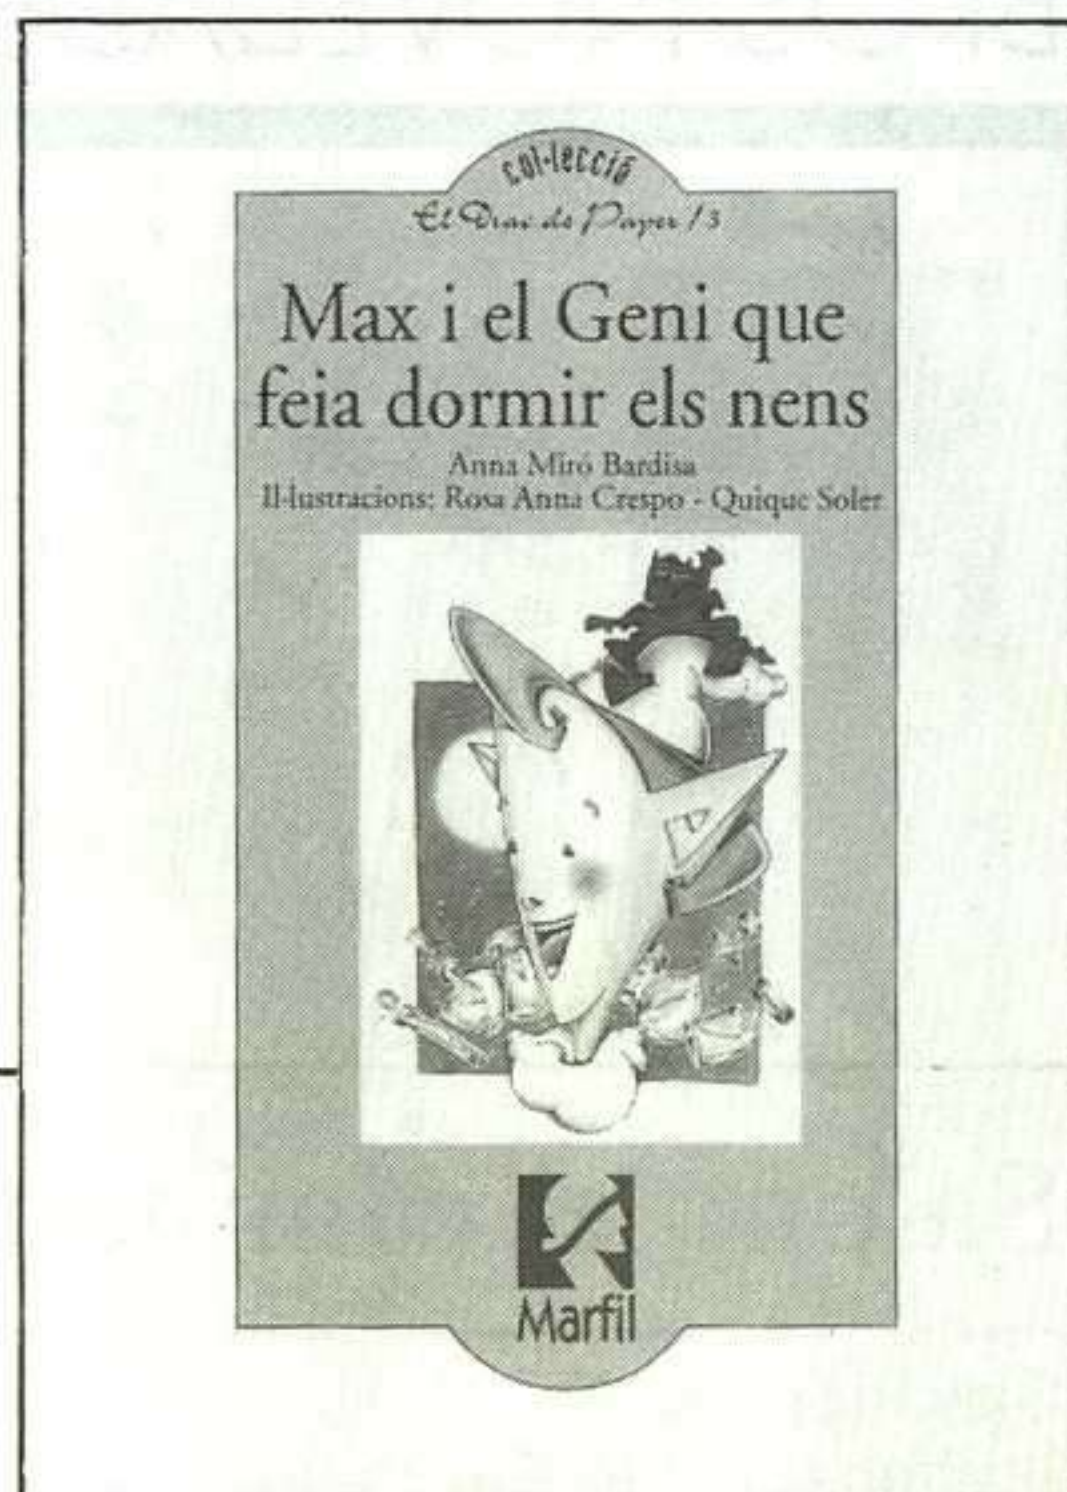 col·lecció
El Drac de Paper / 3
Max i el Geni que
feia dormir els nens
Anna Miró Bardisa
Il·lustracions: Rosa Anna Crespo - Quique Soler
Marfil